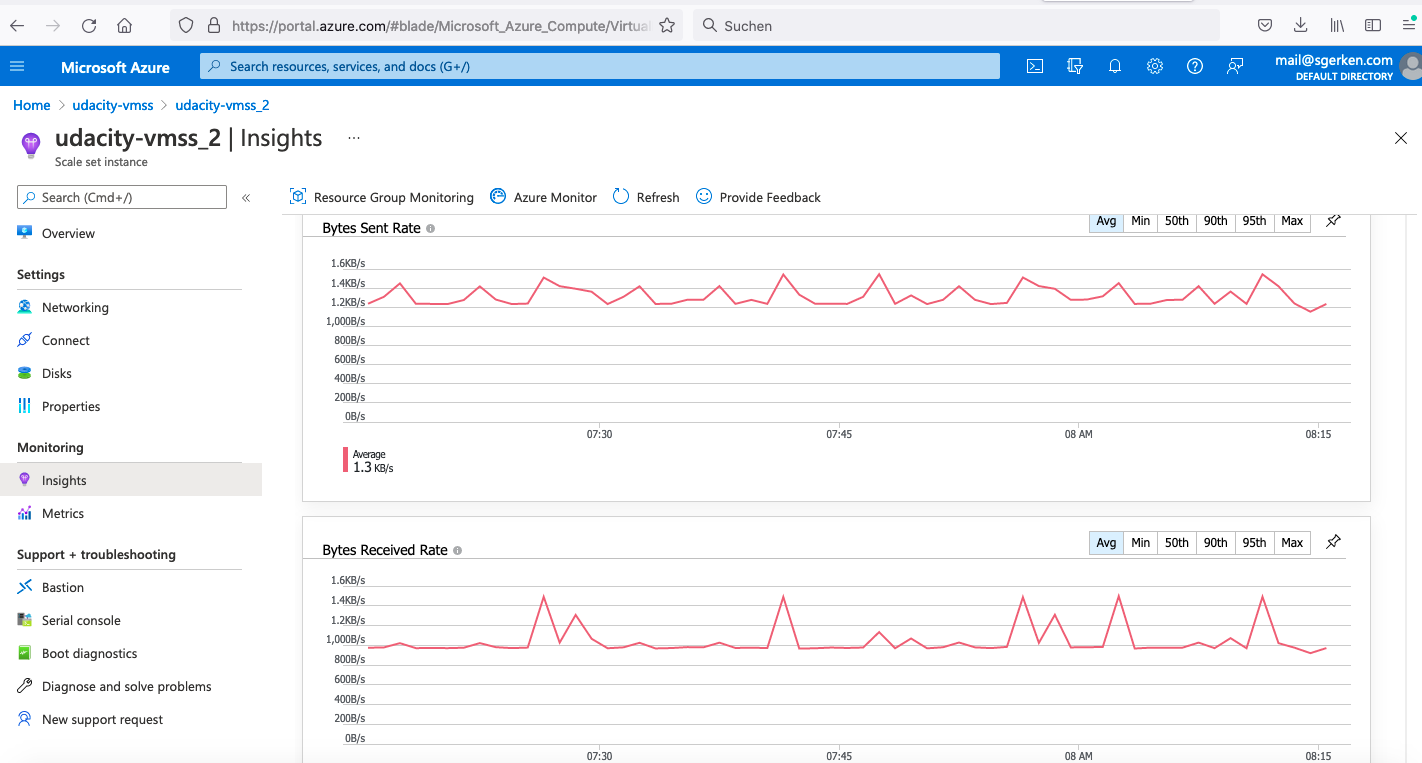 https://portal.azure.com/#blade/Microsoft_Azure_Compute/Virtual
Suchen
Microsoft Azure
Search resources, services, and docs (G+/)
mail@sgerken.com
DEFAULT DIRECTORY
Home > udacity-vmss > udacity-vmss_2
udacity-vmss_2 | Insights ...
Scale set instance
Search (Cmd+/)
«
Resource Group Monitoring
Azure Monitor
Refresh
Provide Feedback
Overview
Settings
Networking
Connect
Disks
Properties
Monitoring
Insights
Metrics
Support + troubleshooting
Bastion
Serial console
Boot diagnostics
Diagnose and solve problems
New support request
Bytes Sent Rate
Avg Min 50th 90th 95th Max
1.6KB/s
1.4KB/s
1.2KB/s
1,000B/s
800B/s
600B/s
400B/s
200B/s
0B/s
07:30 07:45 08 AM 08:15
Average
1.3 KB/s
Bytes Received Rate
Avg Min 50th 90th 95th Max
1.6KB/s
1.4KB/s
1.2KB/s
1,000B/s
800B/s
600B/s
400B/s
200B/s
0B/s
07:30 07:45 08 AM 08:15